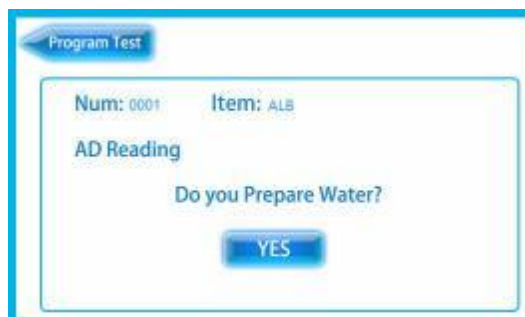 Program Test
Num: 0001 Item: ALB
AD Reading
Do you Prepare Water?
YES